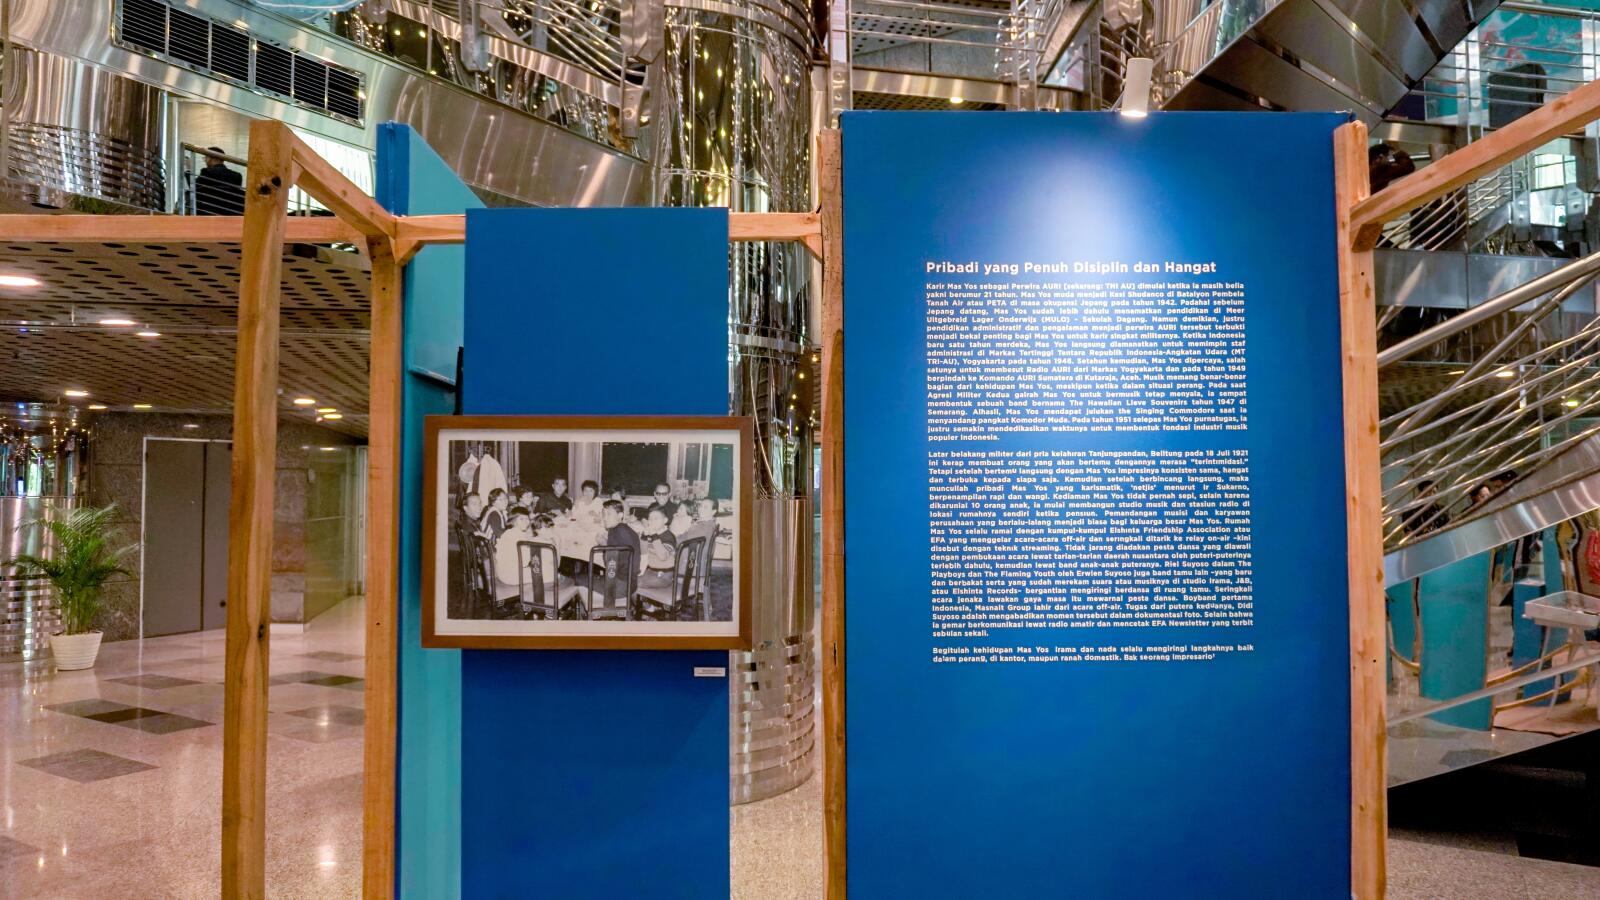 Pribadi yang Penuh Disiplin dan Hangat
Karir Mas Yos sebagai Perwira AURI [sekarang: TNI AU] dimulai ketika ia masih belia
yakni berumur 21 tahun. Mas Yos muda menjadi Kasi Shudanco di Batalyon Pembela
Tanah Air atau PETA di masa okupansi Jepang pada tahun 1942. Padahal sebelum
Jepang datang, Mas Yos sudah lebih dahulu menamatkan pendidikan di Meer
Uitgebreid Lager Onderwijs (MULO) - Sekolah Dagang. Namun demikian, justru
pendidikan administratif dan pengalaman menjadi perwira AURI tersebut terbukti
menjadi bekal penting bagi Mas Yos untuk karir singkat militernya. Ketika Indonesia
baru satu tahun merdeka, Mas Yos langsung diamanatkan untuk memimpin staf
administrasi di Markas Tertinggi Tentara Republik Indonesia-Angkatan Udara (MT
TRI-AU), Yogyakarta pada tahun 1946. Setahun kemudian, Mas Yos dipercaya, salah
satunya untuk membesut Radio AURI dari Markas Yogyakarta dan pada tahun 1949
berpindah ke Komando AURI Sumatera di Kutaraja, Aceh. Musik memang benar-benar
bagian dari kehidupan Mas Yos, meskipun ketika dalam situasi perang. Pada saat
Agresi Militer Kedua gairah Mas Yos untuk bermusik tetap menyala, ia sempat
membentuk sebuah band bernama The Hawaiian Lieve Souvenirs tahun 1947 di
Semarang. Alhasil, Mas Yos mendapat julukan the Singing Commodore saat ia
menyandang pangkat Komodor Muda. Pada tahun 1951 selepas Mas Yos purnatugas, ia
justru semakin mendedikasikan waktunya untuk membentuk fondasi industri musik
populer Indonesia.
Latar belakang militer dari pria kelahiran Tanjungpandan, Belitung pada 18 Juli 1921
ini kerap membuat orang yang akan bertemu dengannya merasa "terintimidasi."
Tetapi setelah bertemu langsung dengan Mas Yos impresinya konsisten sama, hangat
dan terbuka kepada siapa saja. Kemudian setelah berbincang langsung, maka
muncullah pribadi Mas Yos yang karismatik, 'netjis' menurut Ir Sukarno,
berpenampilan rapi dan wangi. Kediaman Mas Yos tidak pernah sepi, selain karena
dikaruniai 10 orang anak, ia mulai membangun studio musik dan stasiun radio di
lokasi rumahnya sendiri ketika pensiun. Pemandangan musisi dan karyawan
perusahaan yang berlalu-lalang menjadi biasa bagi keluarga besar Mas Yos. Rumah
Mas Yos selalu ramai dengan kumpul-kumpul Elshinta Friendship Association atau
EFA yang menggelar acara-acara off-air dan seringkali ditarik ke relay on-air -kini
disebut dengan teknik streaming. Tidak jarang diadakan pesta dansa yang diawali
dengan pembukaan acara lewat tarian-tarian daerah nusantara oleh puteri-puterinya
terlebih dahulu, kemudian lewat band anak-anak puteranya. Riel Suyoso dalam The
Playboys dan The Flaming Youth oleh Erwien Suyoso juga band tamu lain -yang baru
dan berbakat serta yang sudah merekam suara atau musiknya di studio Irama, J&B,
atau Elshinta Records- bergantian mengiringi berdansa di ruang tamu. Seringkali
acara jenaka lawakan gaya masa itu mewarnai pesta dansa. Boyband pertama
Indonesia, Masnait Group lahir dari acara off-air. Tugas dari putera keduanya, Didi
Suyoso adalah mengabadikan momen tersebut dalam dokumentasi foto. Selain bahwa
ia gemar berkomunikasi lewat radio amatir dan mencetak EFA Newsletter yang terbit
sebulan sekali.
Begitulah kehidupan Mas Yos irama dan nada selalu mengiringi langkahnya baik
dalam perang, di kantor, maupun ranah domestik. Bak seorang impresario'